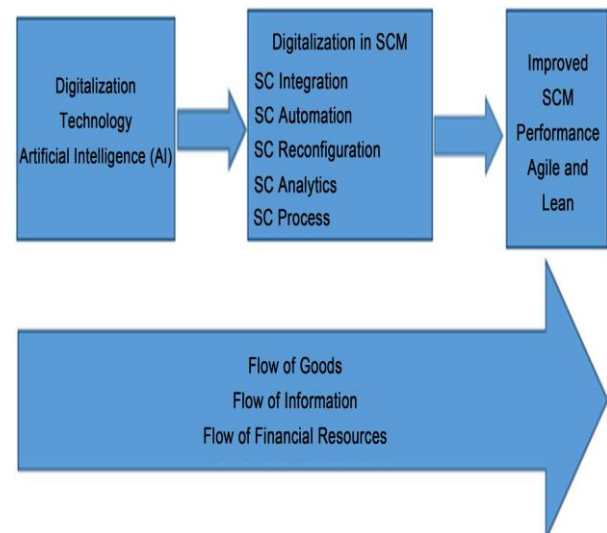 Digitalization
Technology
Artificial Intelligence (AI)
Digitalization in SCM
SC Integration
SC Automation
SC Reconfiguration
SC Analytics
SC Process
Improved
SCM
Performance
Agile and
Lean
Flow of Goods
Flow of Information
Flow of Financial Resources